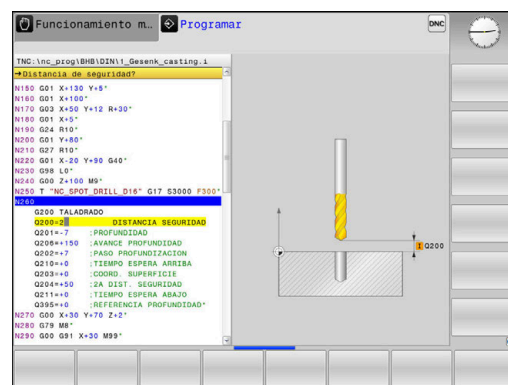 Funcionamiento m…
Programar
DNC
TNC:\nc_prog\BHB\DIN\1_Gesenk_casting.i
→Distancia de seguridad?
N150 G01 X+130 Y+5*
N160 G01 X+100*
N170 G03 X+50 Y+12 R+30*
N180 G01 X+5*
N190 G24 R10*
N200 G01 Y+80*
N210 G27 R10*
N220 G01 X-20 Y+90 G40*
N230 G98 L0*
N240 G00 Z+100 M9*
N250 T "NC_SPOT_DRILL_D16" G17 S3000 F300*
N260
G200 TALADRADO
Q200=2 DISTANCIA SEGURIDAD
Q201=-7 ;PROFUNDIDAD
Q206=+150 ;AVANCE PROFUNDIDAD
Q202=+7 ;PASO PROFUNDIZACION
Q210=+0 ;TIEMPO ESPERA ARRIBA
Q203=+0 ;COORD. SUPERFICIE
Q204=+50 ;2A DIST. SEGURIDAD
Q211=+0 ;TIEMPO ESPERA ABAJO
Q395=+0 ;REFERENCIA PROFUNDIDAD*
N270 G00 X+30 Y+70 Z+2*
N280 G79 M8*
N290 G00 G91 X+30 M99*
I Q200